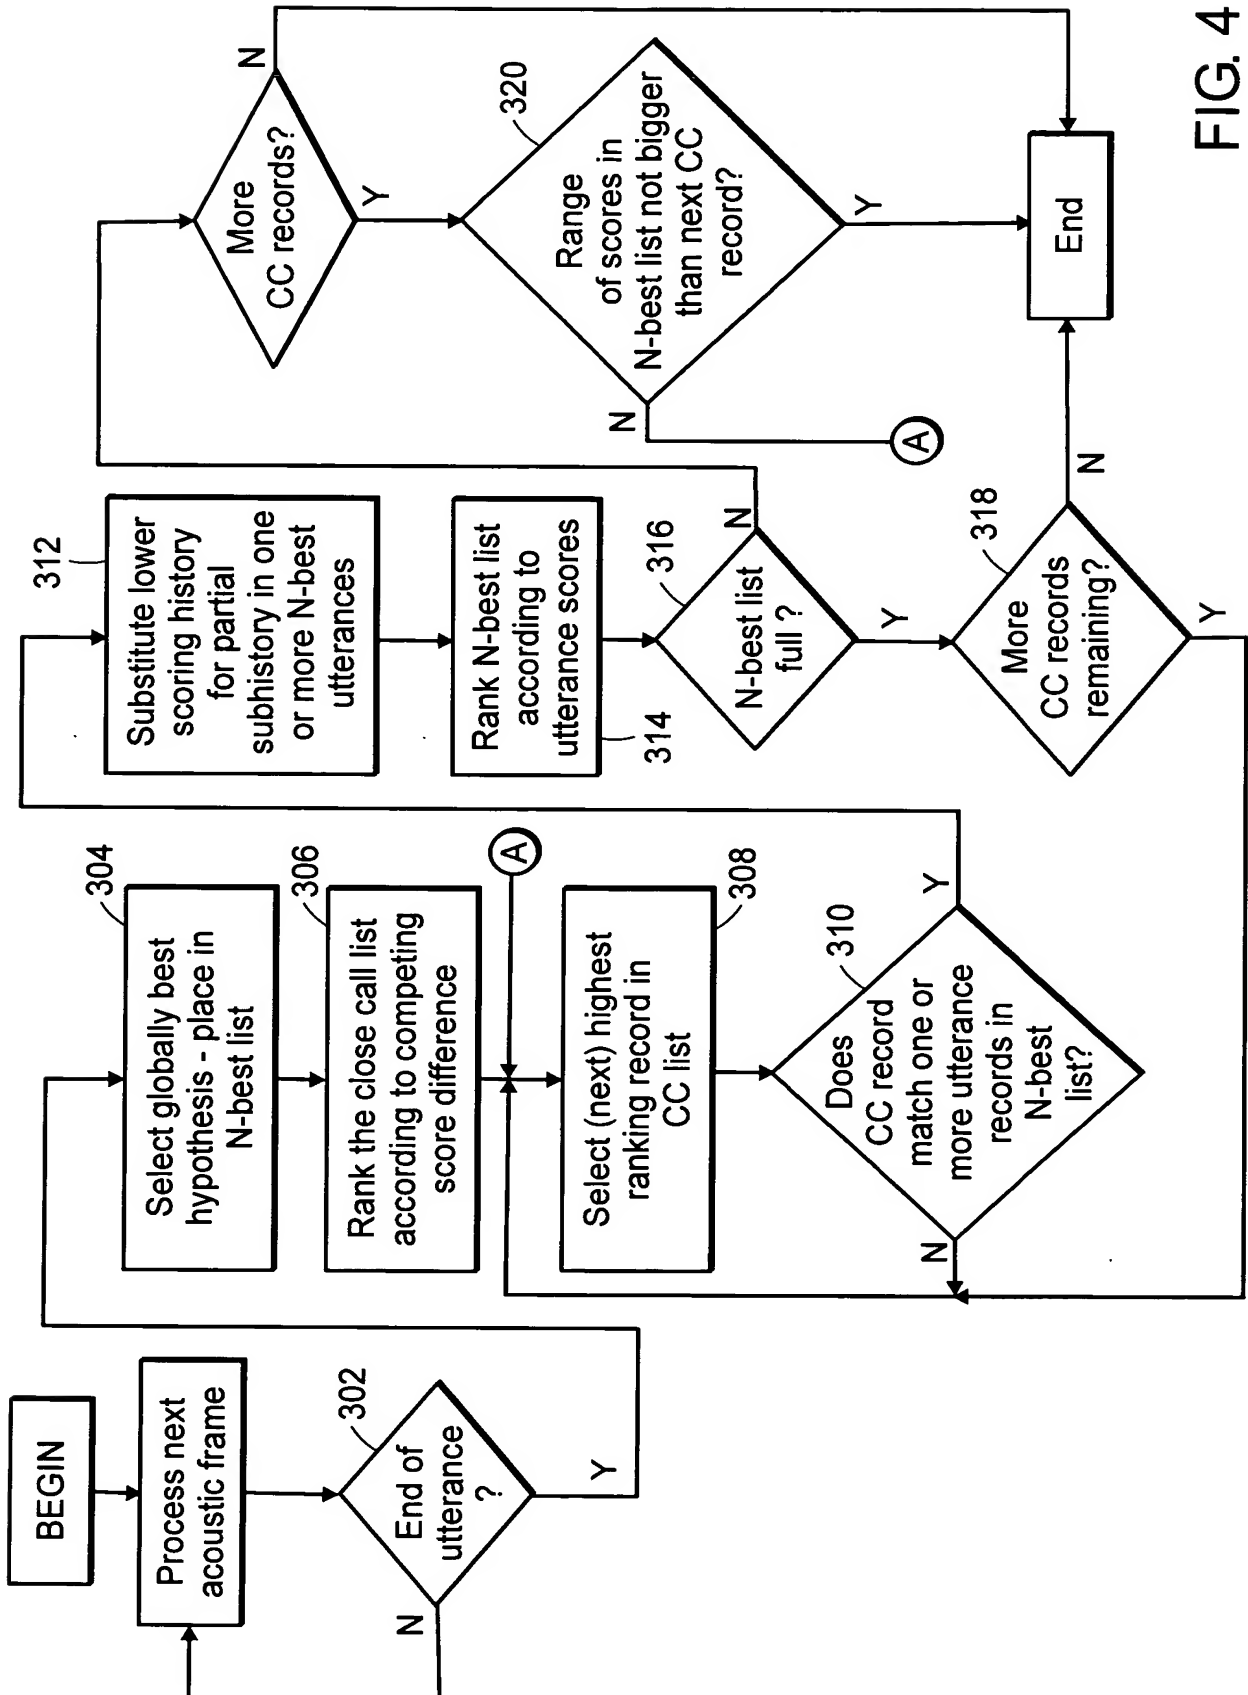 BEGIN
Process next
acoustic frame
302
End of
utterance
?
N
Y
304
Select globally best
hypothesis - place in
N-best list
306
Rank the close call list
according to competing
score difference
A
308
Select (next) highest
ranking record in
CC list
310
Does
CC record
match one or
more utterance
records in
N-best
list?
N
Y
312
Substitute lower
scoring history
for partial
subhistory in one
or more N-best
utterances
Rank N-best list
according to
utterance scores
314
316
N-best list
full ?
N
Y
318
More
CC records
remaining?
N
Y
More
CC records?
N
Y
320
Range
of scores in
N-best list not bigger
than next CC
record?
N
Y
A
End
FIG. 4